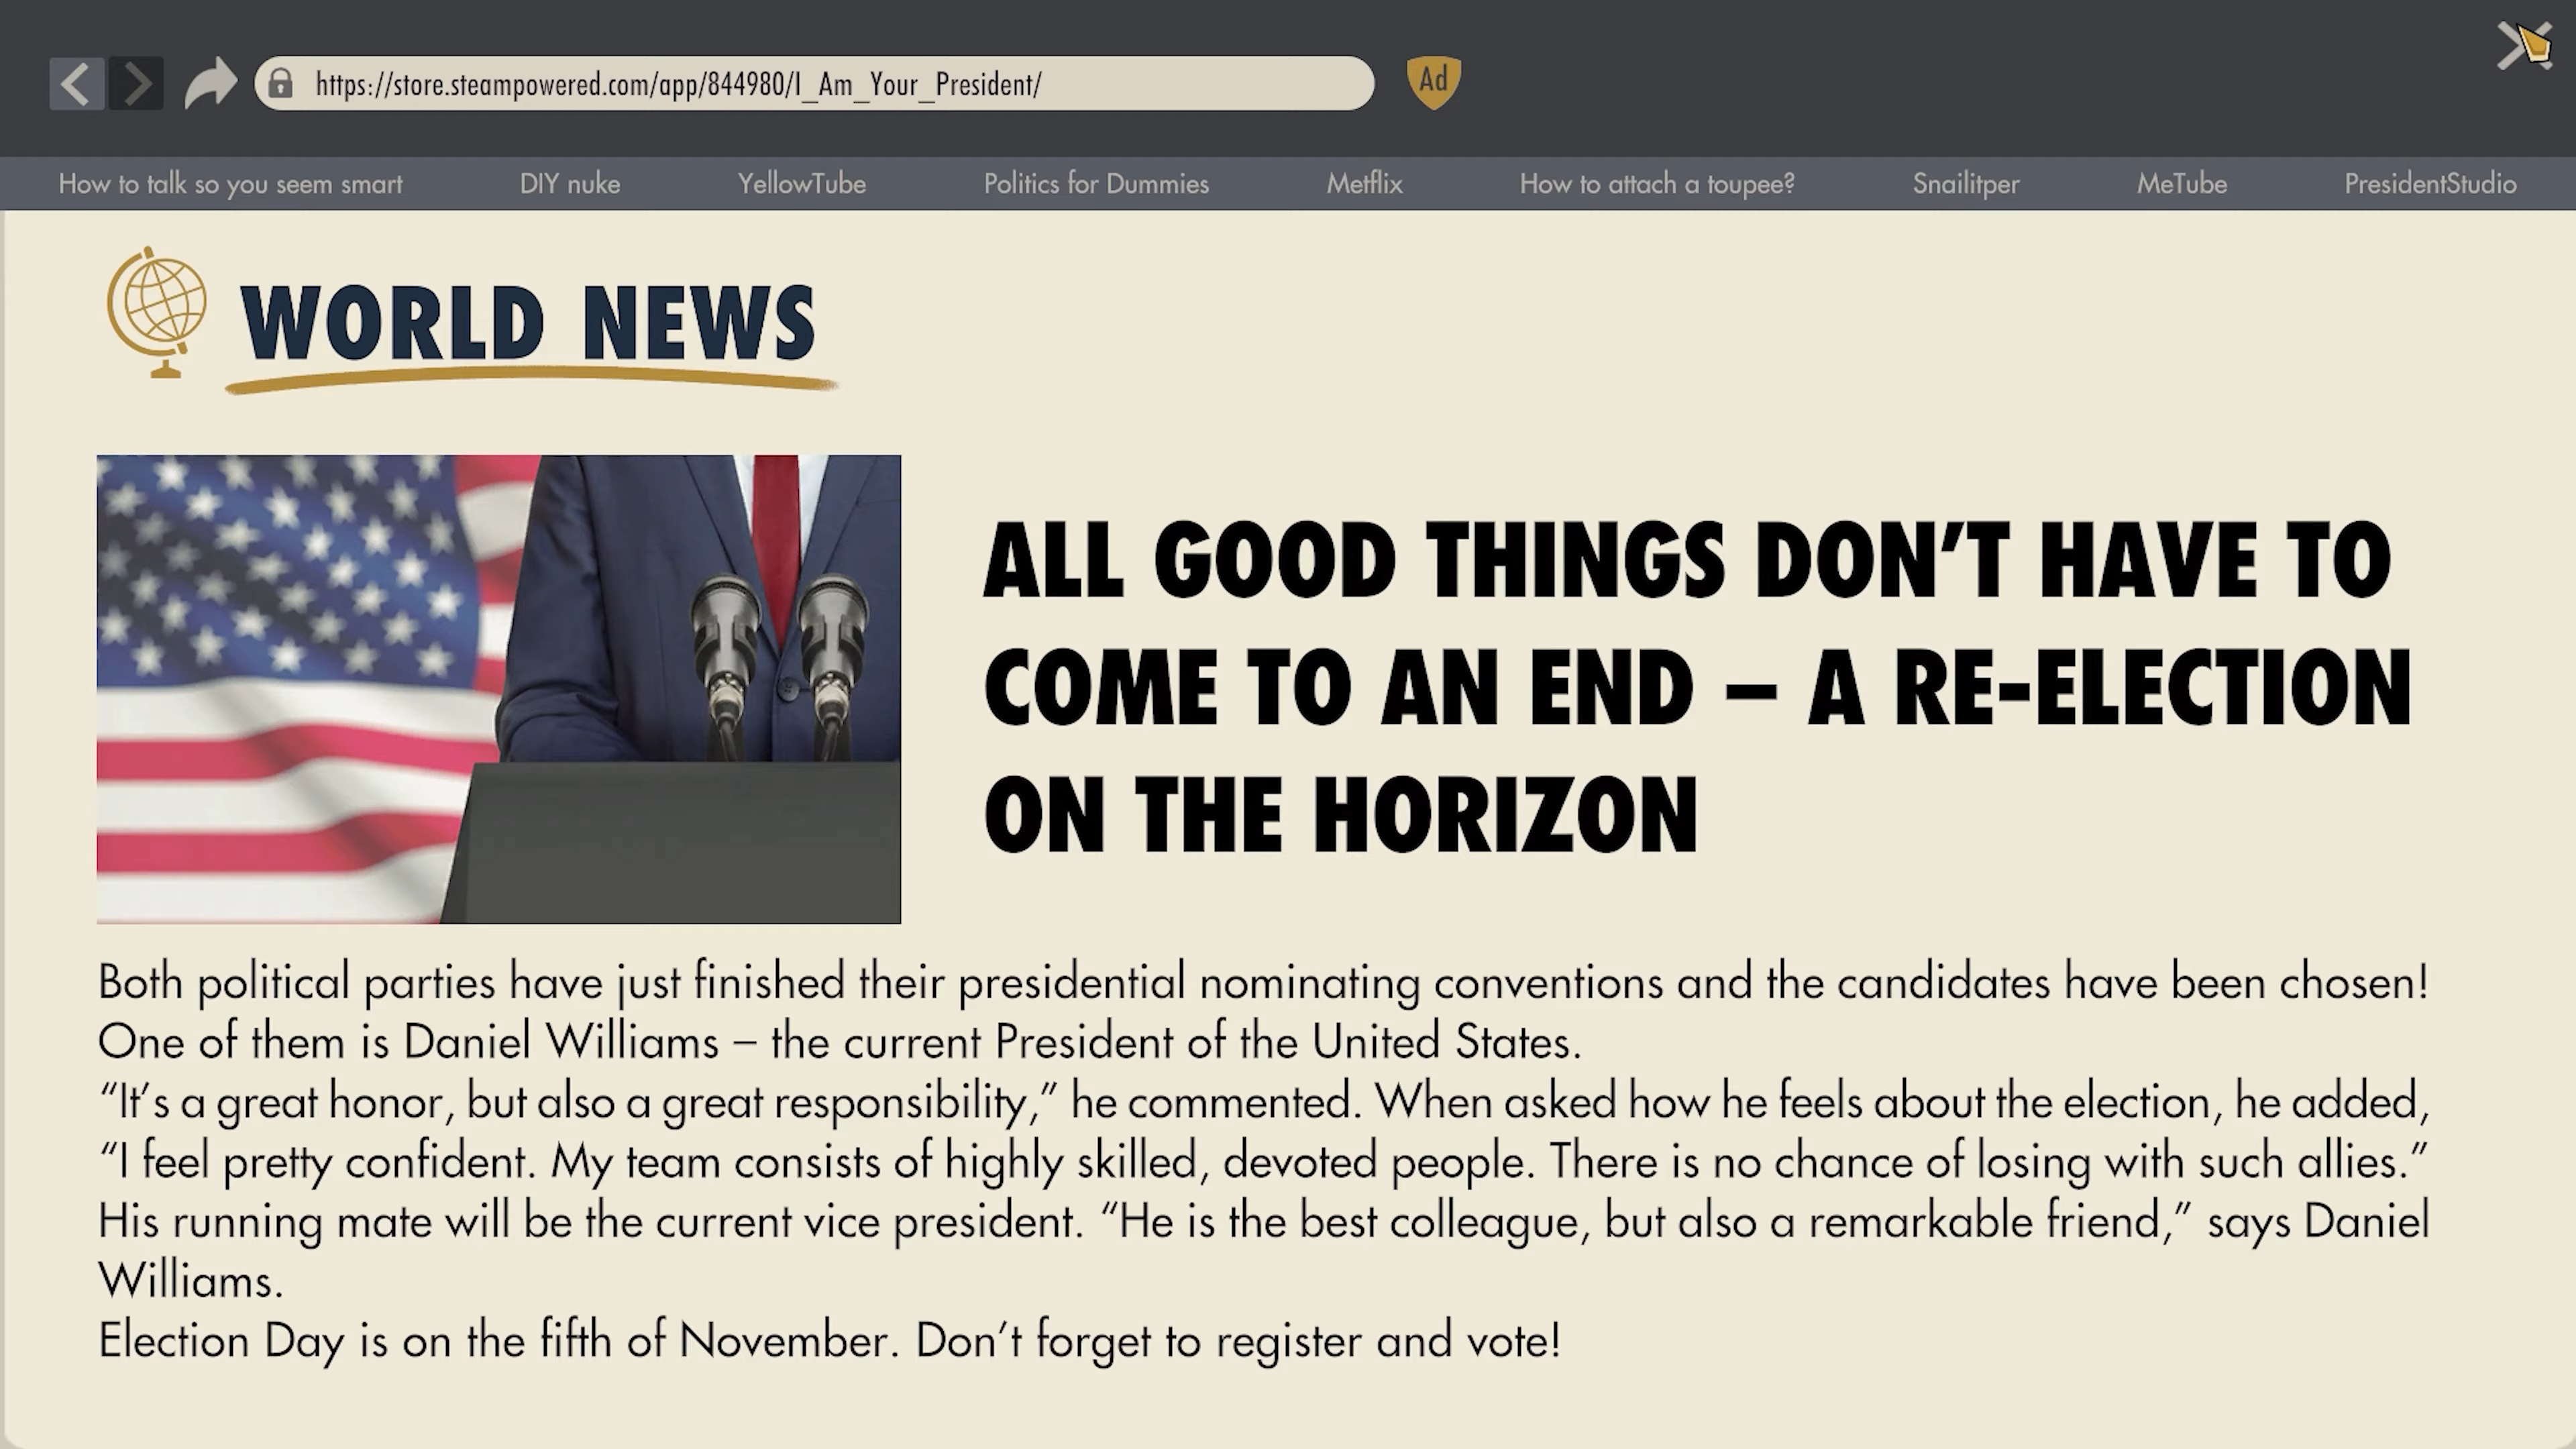 https://store.steampowered.com/app/844980/I_Am_Your_President/
Ad
How to talk so you seem smart
DIY nuke
YellowTube
Politics for Dummies
Metflix
How to attach a toupee?
Snailitper
MeTube
PresidentStudio
WORLD NEWS
ALL GOOD THINGS DON'T HAVE TO
COME TO AN END – A RE-ELECTION
ON THE HORIZON
Both political parties have just finished their presidential nominating conventions and the candidates have been chosen!
One of them is Daniel Williams – the current President of the United States.
“It’s a great honor, but also a great responsibility,” he commented. When asked how he feels about the election, he added,
“I feel pretty confident. My team consists of highly skilled, devoted people. There is no chance of losing with such allies.”
His running mate will be the current vice president. “He is the best colleague, but also a remarkable friend,” says Daniel
Williams.
Election Day is on the fifth of November. Don’t forget to register and vote!